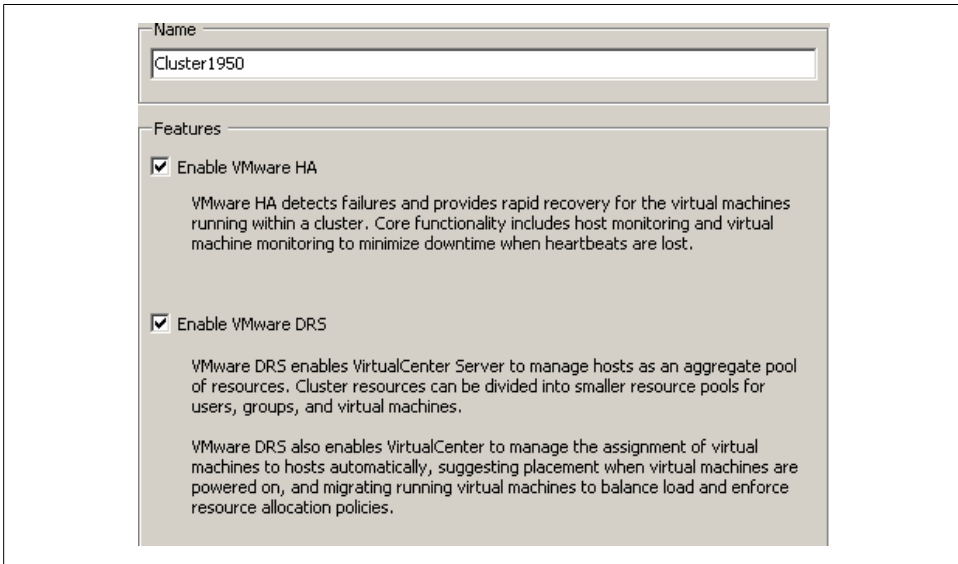 Name
Cluster1950
Features
Enable VMware HA
VMware HA detects failures and provides rapid recovery for the virtual machines
running within a cluster. Core functionality includes host monitoring and virtual
machine monitoring to minimize downtime when heartbeats are lost.
Enable VMware DRS
VMware DRS enables VirtualCenter Server to manage hosts as an aggregate pool
of resources. Cluster resources can be divided into smaller resource pools for
users, groups, and virtual machines.
VMware DRS also enables VirtualCenter to manage the assignment of virtual
machines to hosts automatically, suggesting placement when virtual machines are
powered on, and migrating running virtual machines to balance load and enforce
resource allocation policies.